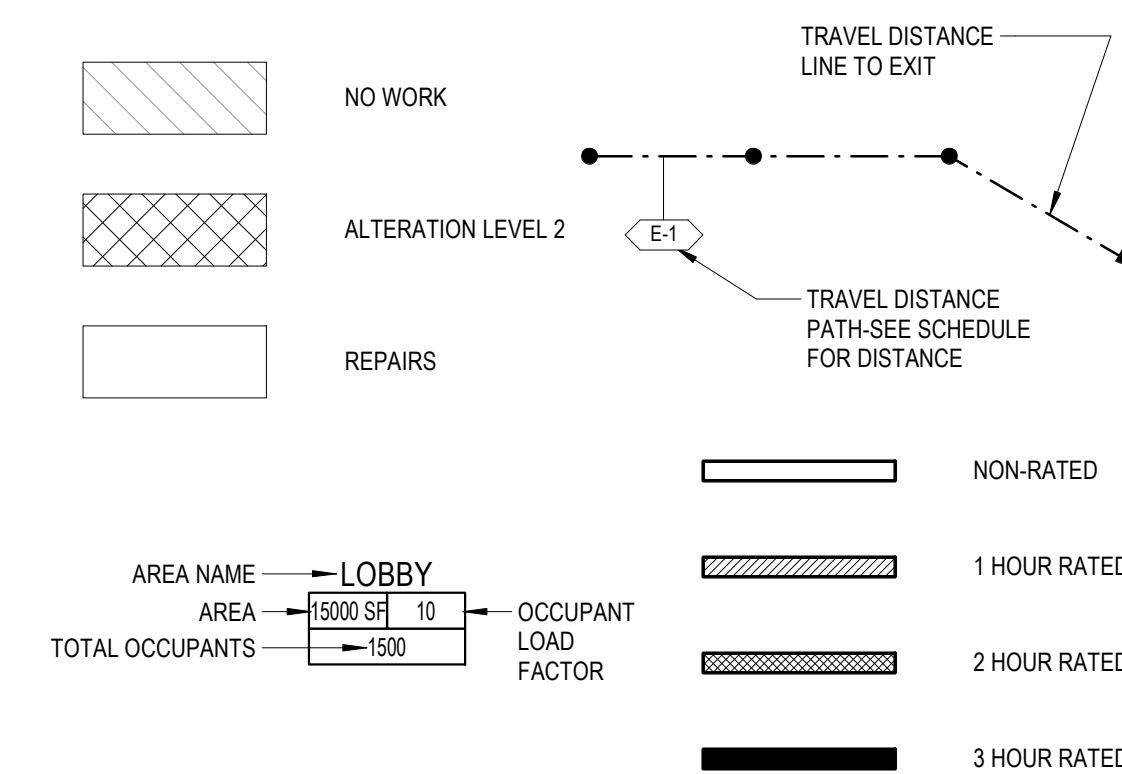 TRAVEL DISTANCE
LINE TO EXIT
NO WORK
ALTERATION LEVEL 2
E-1
TRAVEL DISTANCE
PATH-SEE SCHEDULE
FOR DISTANCE
REPAIRS
NON-RATED
1 HOUR RATED
AREA NAME
LOBBY
AREA
15000 SF
10
OCCUPANT
LOAD
FACTOR
TOTAL OCCUPANTS
1500
2 HOUR RATED
3 HOUR RATED